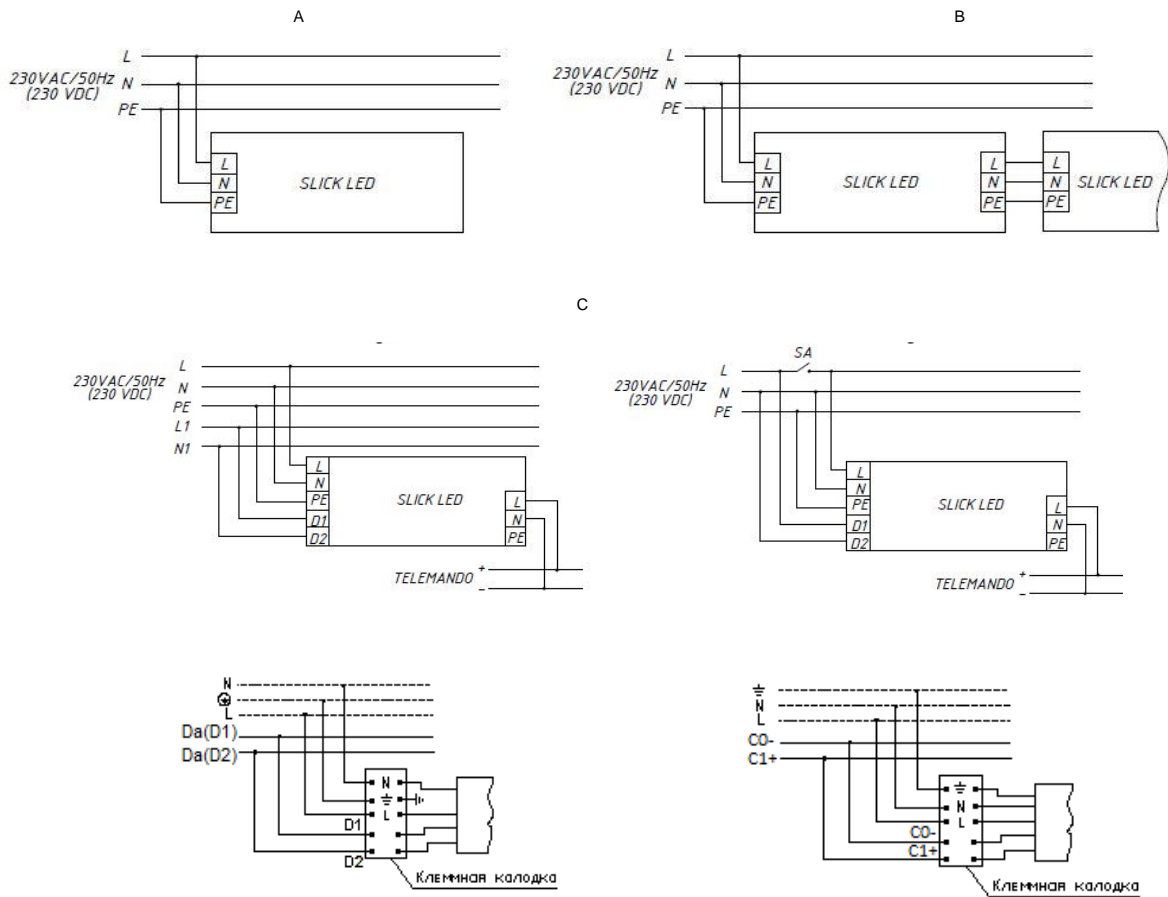 A
L
230VAC/50Hz N
(230 VDC)
PE
L
N
PE
SLICK LED
B
L
230VAC/50Hz N
(230 VDC)
PE
L
N
PE
SLICK LED
L
N
PE
L
N
PE
SLICK LED
C
-
L
230VAC/50Hz N
(230 VDC)
PE
L1
N1
L
N
PE
D1
D2
SLICK LED
L
N
PE
TELEMANDO + -
-
SA
L
230VAC/50Hz N
(230 VDC)
PE
L
N
PE
D1
D2
SLICK LED
L
N
PE
TELEMANDO + -
N
L
Da(D1)
Da(D2)
N
L
D1
D2
Клеммная калодка
N
L
C0-
C1+
N
L
C0-
C1+
Клеммная калодка